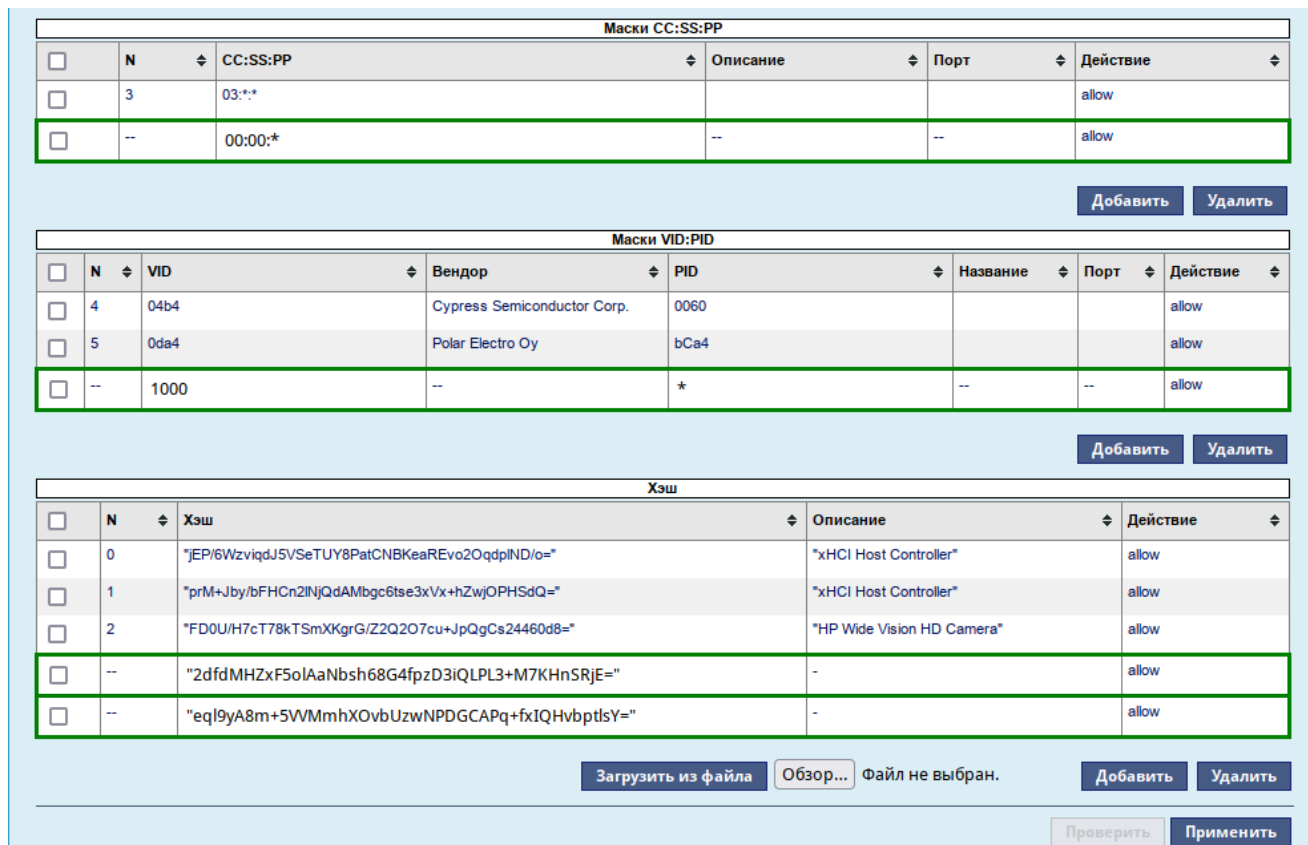 Маски CC:SS:PP
N CC:SS:PP Описание Порт Действие
3 03:*:* allow
-- 00:00:* -- -- allow
Добавить Удалить
Маски VID:PID
N VID Вендор PID Название Порт Действие
4 04b4 Cypress Semiconductor Corp. 0060 allow
5 0da4 Polar Electro Oy bCa4 allow
-- 1000 -- * -- -- allow
Добавить Удалить
Хэш
N Хэш Описание Действие
0 "jEP/6WzviqdJ5VSeTUY8PatCNBKeaREvo2OqdplND/o=" "xHCI Host Controller" allow
1 "prM+Jby/bFHCn2lNjQdAMbgc6tse3xVx+hZwjOPHSdQ=" "xHCI Host Controller" allow
2 "FD0U/H7cT78kTSmXKgrG/Z2Q2O7cu+JpQgCs24460d8=" "HP Wide Vision HD Camera" allow
-- "2dfdMHZxF5olAaNbsh68G4fpzD3iQLPL3+M7KHnSRjE=" - allow
-- "eql9yA8m+5VVMmhXOvbUzwNPDGCAPq+fxIQHvbptlsY=" - allow
Загрузить из файла Обзор... Файл не выбран. Добавить Удалить
Проверить Применить